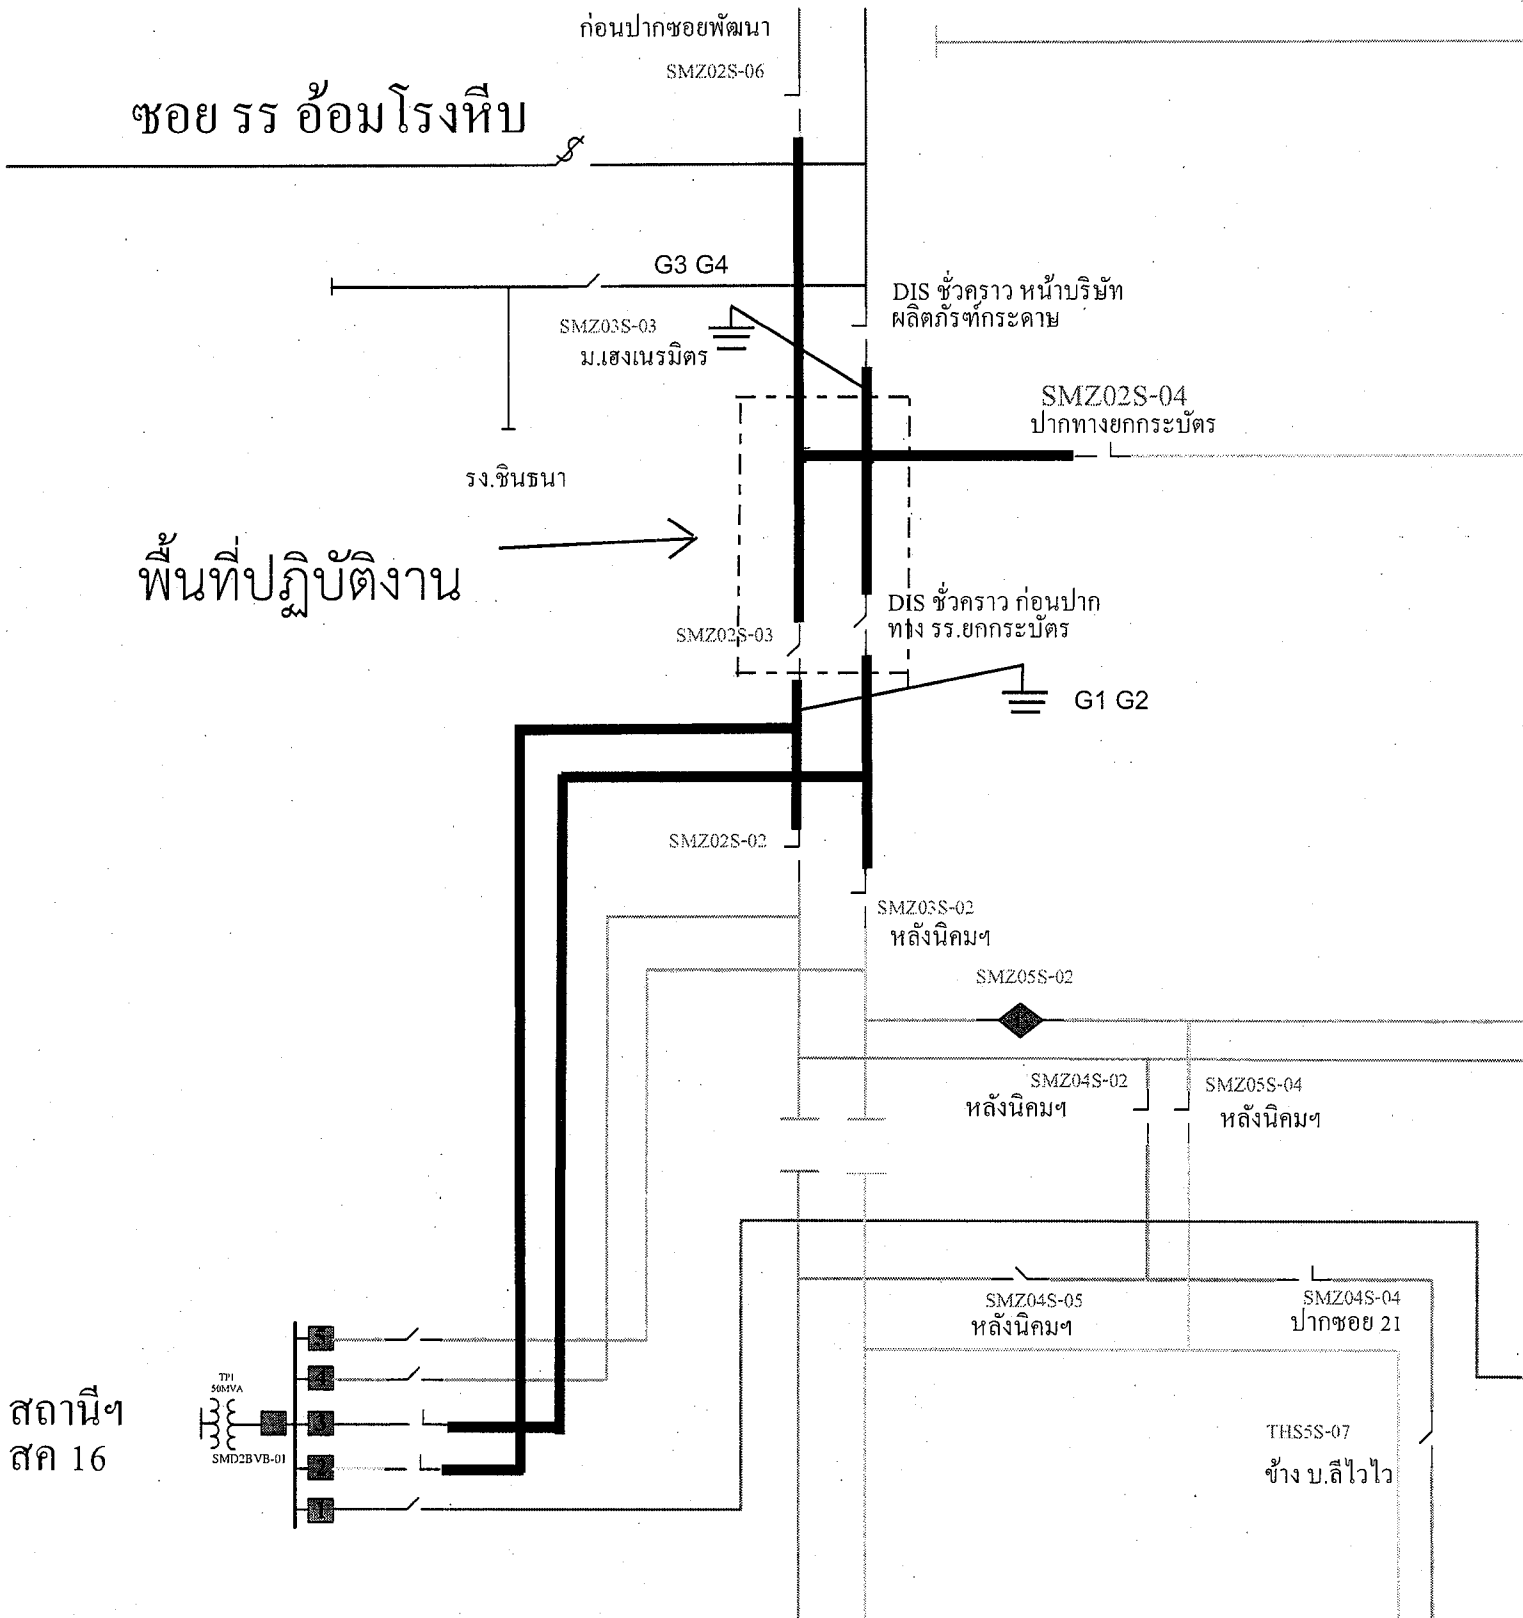 ก่อนปากซอยพัฒนา
SMZ02S-06
ซอย รร อ้อมโรงหีบ
G3 G4
DIS ชั่วคราว หน้าบริษัท
ผลิตภัรฑ์กระดาษ
SMZ03S-03
ม.เฮงเนรมิตร
SMZ02S-04
ปากทางยกกระบัตร
รง.ชินธนา
พื้นที่ปฏิบัติงาน
DIS ชั่วคราว ก่อนปาก
ทาง รร.ยกกระบัตร
SMZ02S-03
G1 G2
SMZ02S-02
SMZ03S-02
หลังนิคมฯ
SMZ05S-02
SMZ04S-02
หลังนิคมฯ
SMZ05S-04
หลังนิคมฯ
SMZ04S-05
หลังนิคมฯ
SMZ04S-04
ปากซอย 21
5
4
3
2
1
TP1
50MVA
SMD2BVB-01
สถานีฯ
สค 16
THS5S-07
ข้าง บ.ลีไวไว